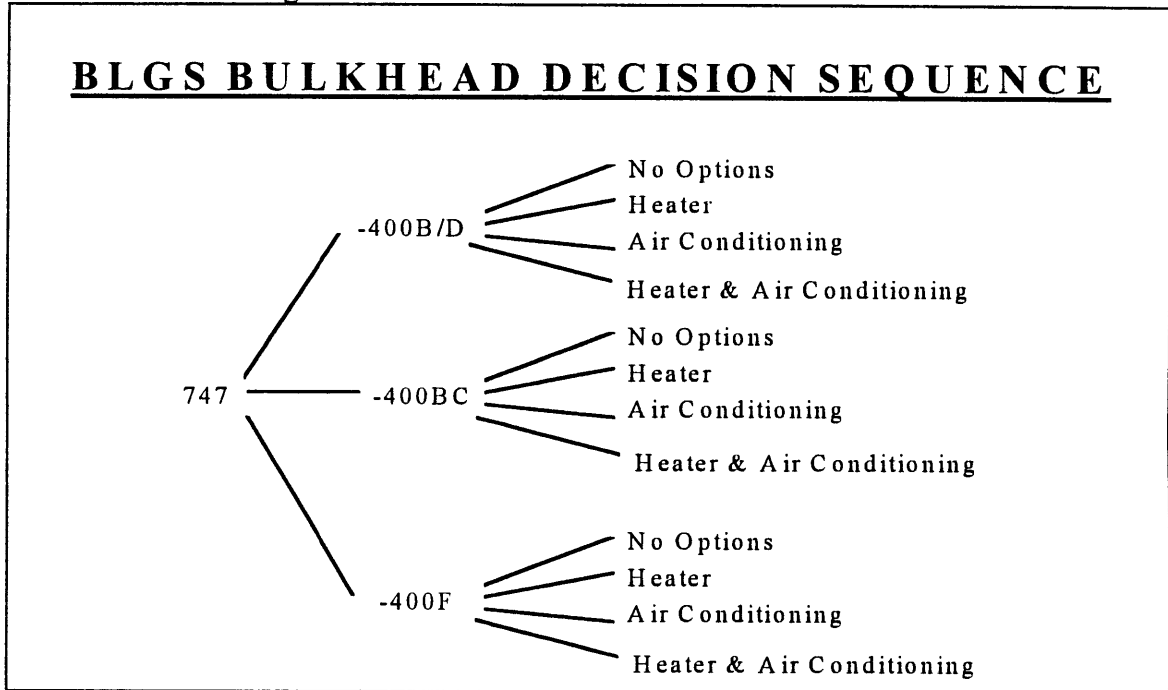 BLGS BULKHEAD DECISION SEQUENCE
No Options
Heater
-400B/D
Air Conditioning
Heater & Air Conditioning
No Options
Heater
747
-400BC
Air Conditioning
Heater & Air Conditioning
No Options
Heater
-400F
Air Conditioning
Heater & Air Conditioning